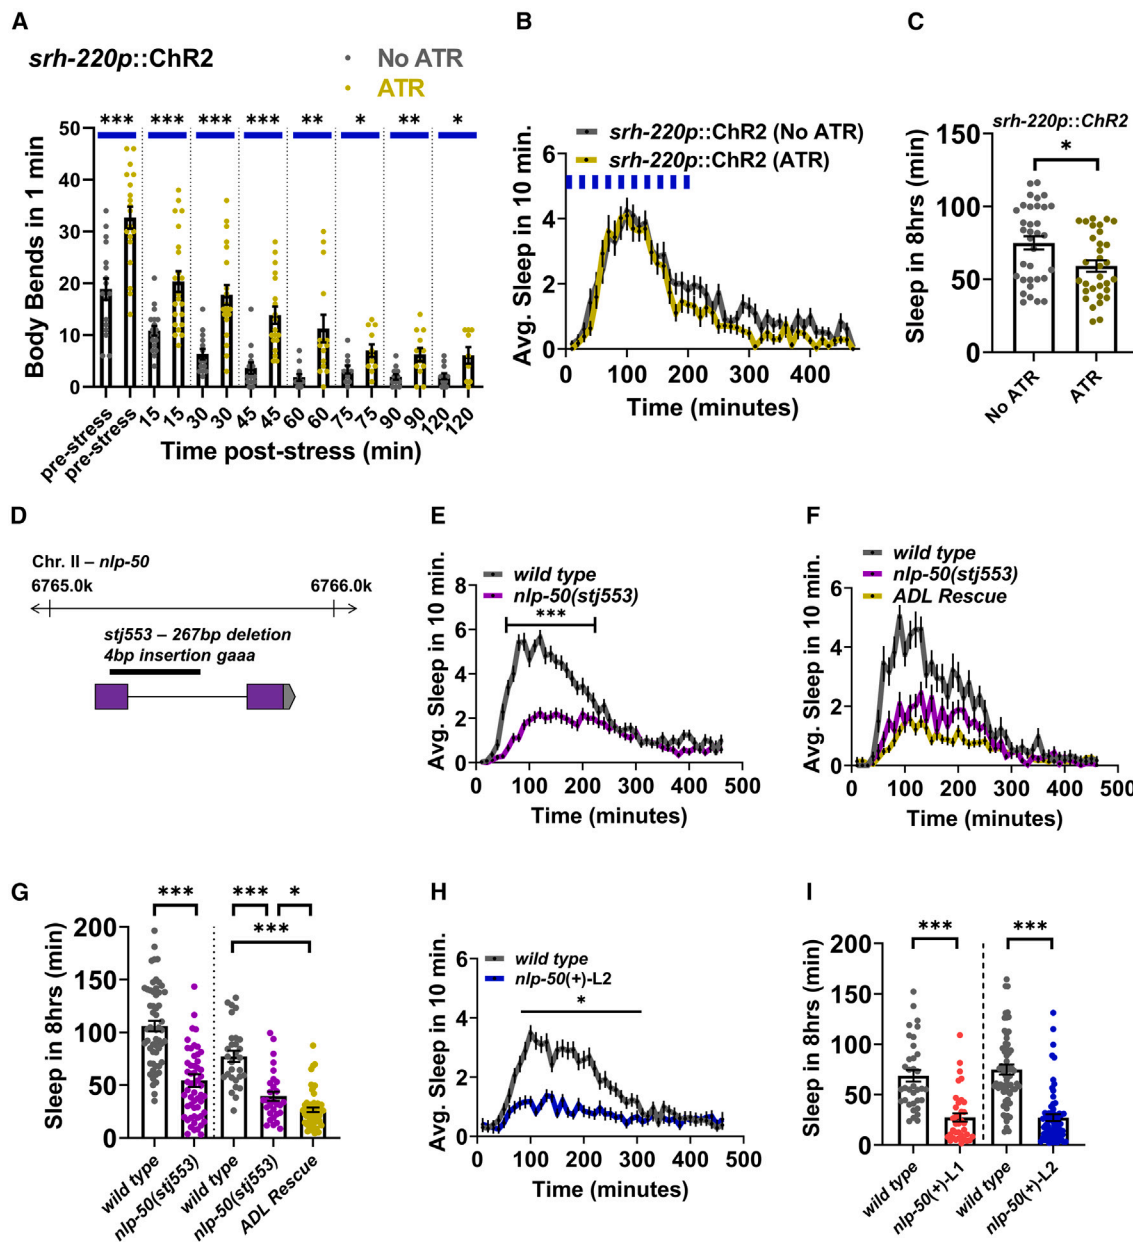 A
srh-220p::ChR2
No ATR
ATR
*** *** *** *** ** * ** *
Body Bends in 1 min
50
40
30
20
10
0
pre-stress pre-stress 15 15 30 30 45 45 60 60 75 75 90 90 120 120
Time post-stress (min)
B
srh-220p::ChR2 (No ATR)
srh-220p::ChR2 (ATR)
Avg. Sleep in 10 min.
6
4
2
0
0 100 200 300 400
Time (minutes)
C
srh-220p::ChR2
*
Sleep in 8hrs (min)
150
100
50
0
No ATR ATR
D
Chr. II – nlp-50
6765.0k 6766.0k
stj553 – 267bp deletion
4bp insertion gaaa
E
wild type
nlp-50(stj553)
***
Avg. Sleep in 10 min.
8
6
4
2
0
0 100 200 300 400 500
Time (minutes)
F
wild type
nlp-50(stj553)
ADL Rescue
Avg. Sleep in 10 min.
6
4
2
0
0 100 200 300 400 500
Time (minutes)
G
*** *** *
***
Sleep in 8hrs (min)
200
150
100
50
0
wild type nlp-50(stj553) wild type nlp-50(stj553) ADL Rescue
H
wild type
nlp-50(+)-L2
*
Avg. Sleep in 10 min.
6
4
2
0
0 100 200 300 400 500
Time (minutes)
I
*** ***
Sleep in 8hrs (min)
200
150
100
50
0
wild type nlp-50(+)-L1 wild type nlp-50(+)-L2